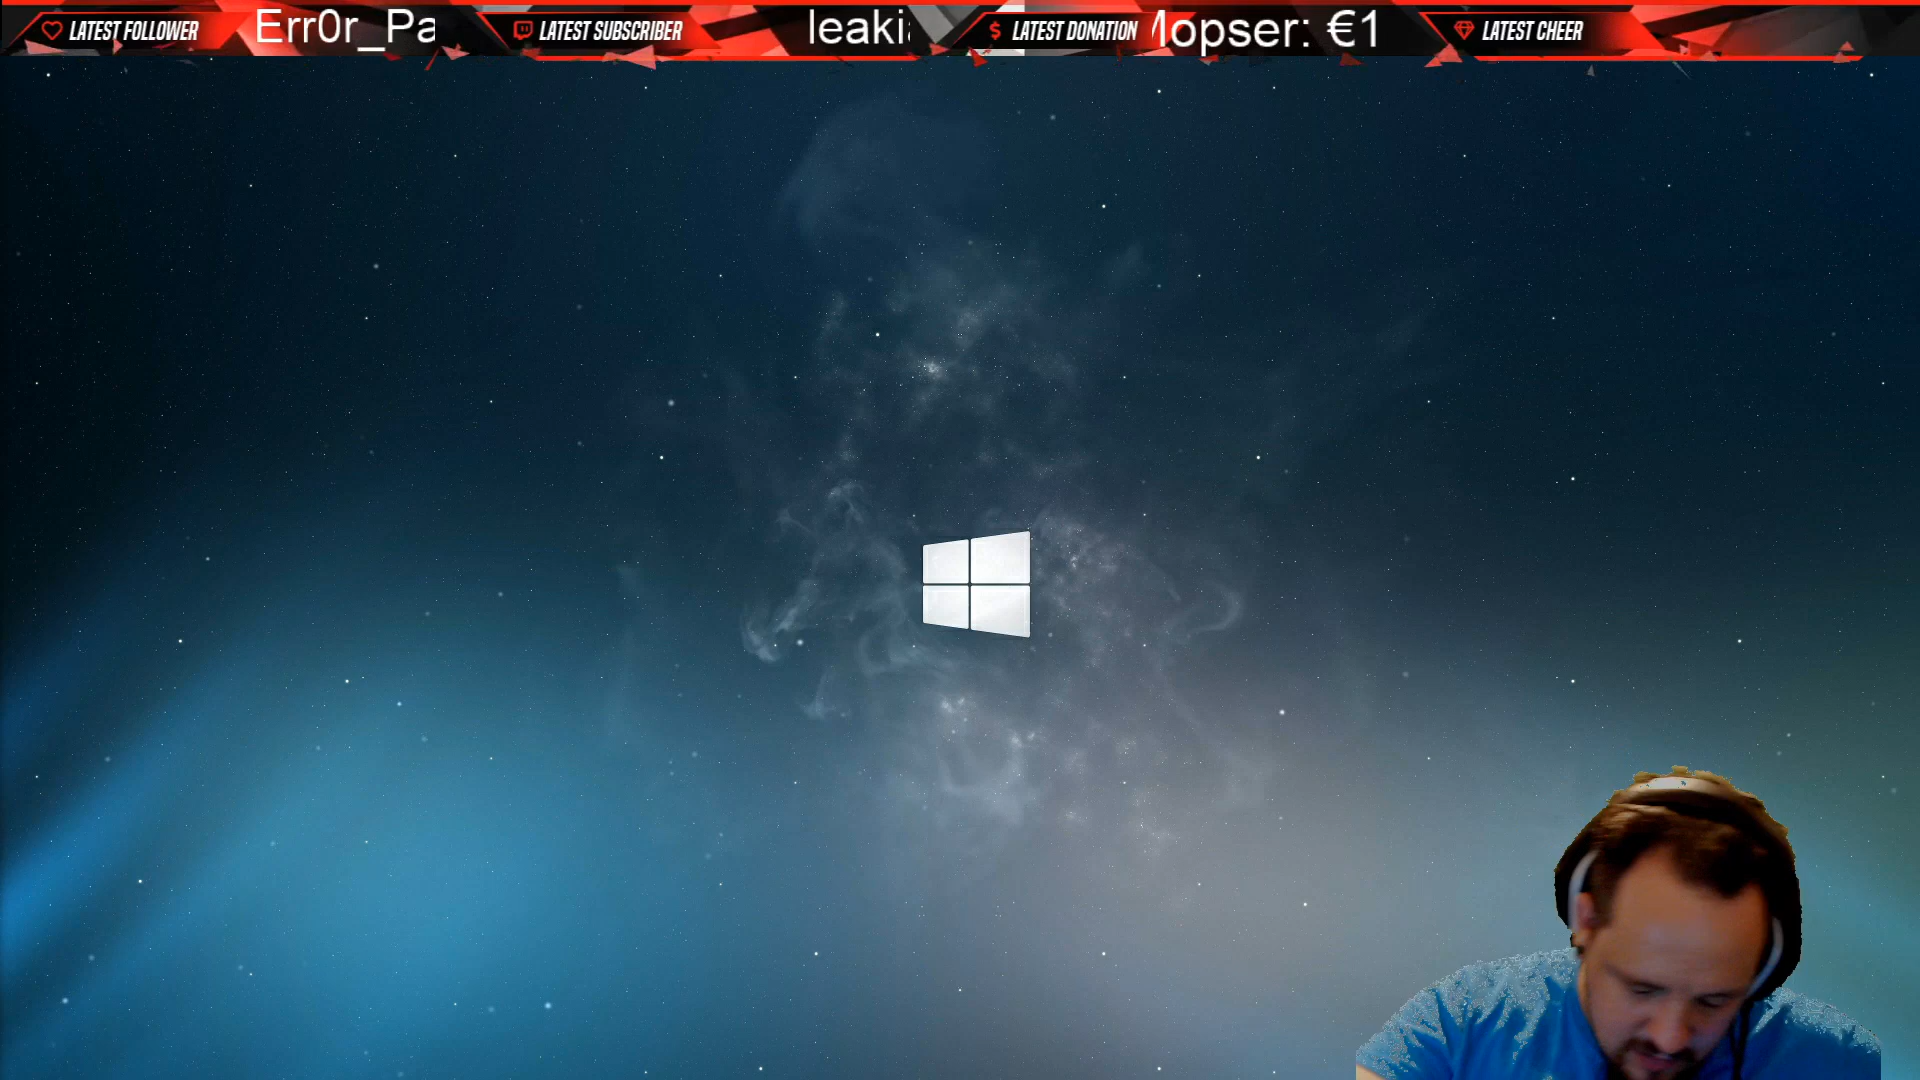 LATEST FOLLOWER
Err0r_Pa
LATEST SUBSCRIBER
leaki
LATEST DONATION
opser: €1
LATEST CHEER